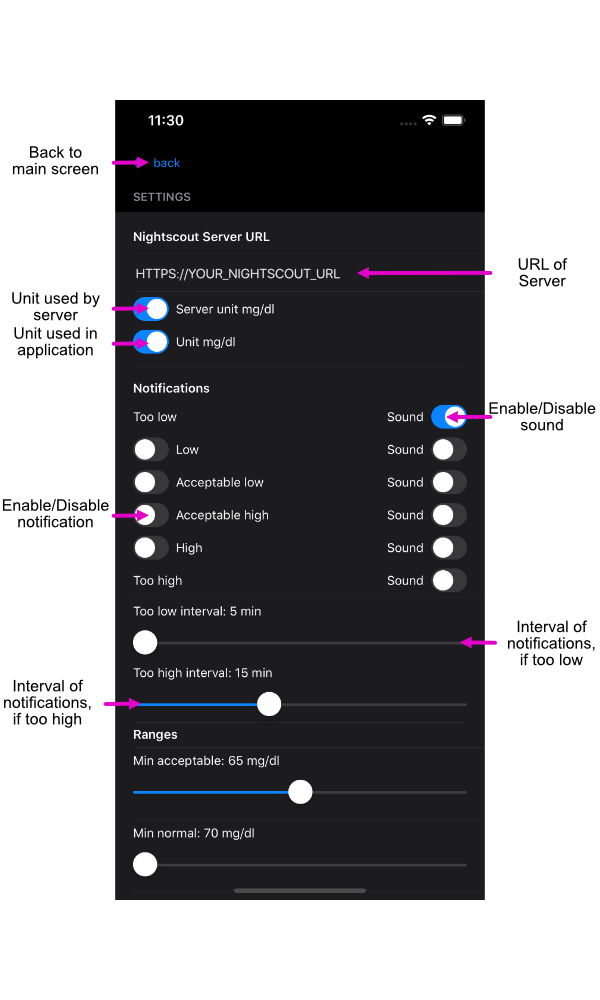 11:30
Back to
main screen
back
SETTINGS
Nightscout Server URL
HTTPS://YOUR_NIGHTSCOUT_URL
URL of
Server
Unit used by
server
Server unit mg/dl
Unit used in
application
Unit mg/dl
Notifications
Too low
Sound
Enable/Disable
sound
Low
Sound
Acceptable low
Sound
Enable/Disable
notification
Acceptable high
Sound
High
Sound
Too high
Sound
Too low interval: 5 min
Interval of
notifications,
if too low
Too high interval: 15 min
Interval of
notifications,
if too high
Ranges
Min acceptable: 65 mg/dl
Min normal: 70 mg/dl